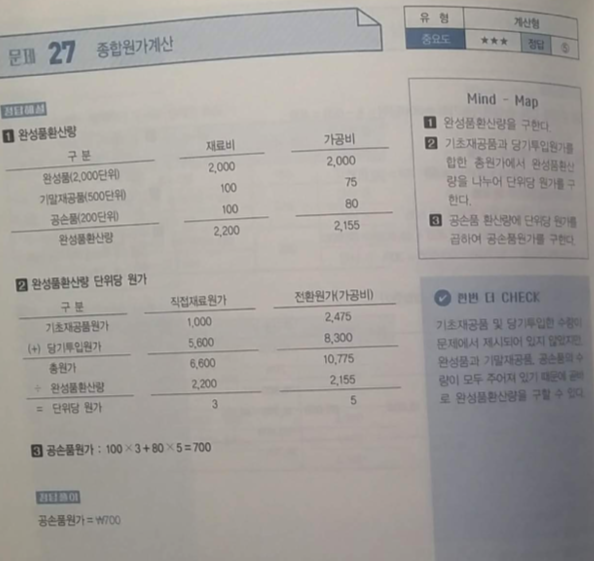 문제 27 종합원가계산
유 형 계산형
중요도 ★★★ 정답 ⑤
정답해설
1 완성품환산량
구 분 재료비 가공비
완성품(2,000단위) 2,000 2,000
기말재공품(500단위) 100 75
공손품(200단위) 100 80
완성품환산량 2,200 2,155
2 완성품환산량 단위당 원가
구 분 직접재료원가 전환원가(가공비)
기초재공품원가 1,000 2,475
(+) 당기투입원가 5,600 8,300
총원가 6,600 10,775
÷ 완성품환산량 2,200 2,155
= 단위당 원가 3 5
3 공손품원가 : 100×3+80×5=700
정답풀이
공손품원가 = ₩700
Mind - Map
1 완성품환산량을 구한다.
2 기초재공품과 당기투입원가를
합한 총원가에서 완성품환산
량을 나누어 단위당 원가를 구
한다.
3 공손품 환산량에 단위당 원가를
곱하여 공손품원가를 구한다.
한번 더 CHECK
기초재공품 및 당기투입한 수량이
문제에서 제시되어 있지 않았지만,
완성품과 기말재공품, 공손품의 수
량이 모두 주어져 있기 때문에 곧바
로 완성품환산량을 구할 수 있다.